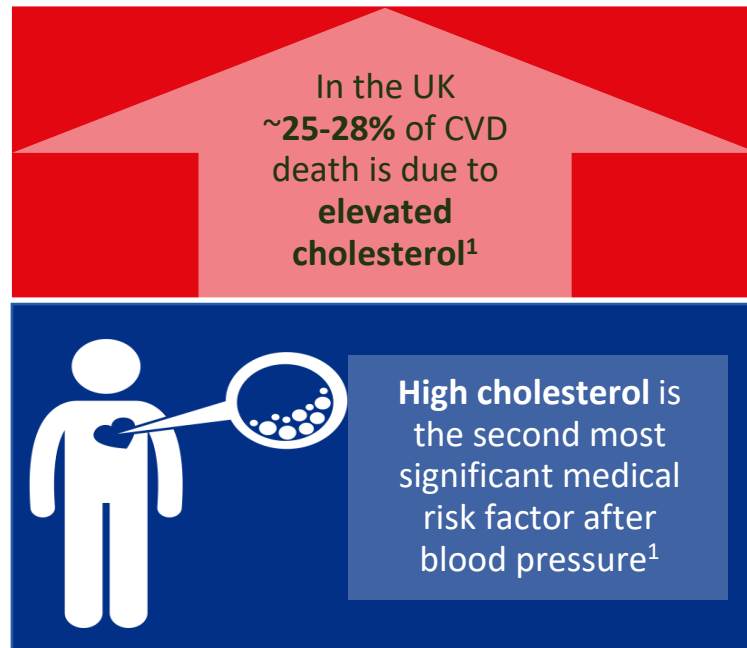 In the UK
~25-28% of CVD
death is due to
elevated
cholesterol¹
High cholesterol is
the second most
significant medical
risk factor after
blood pressure¹